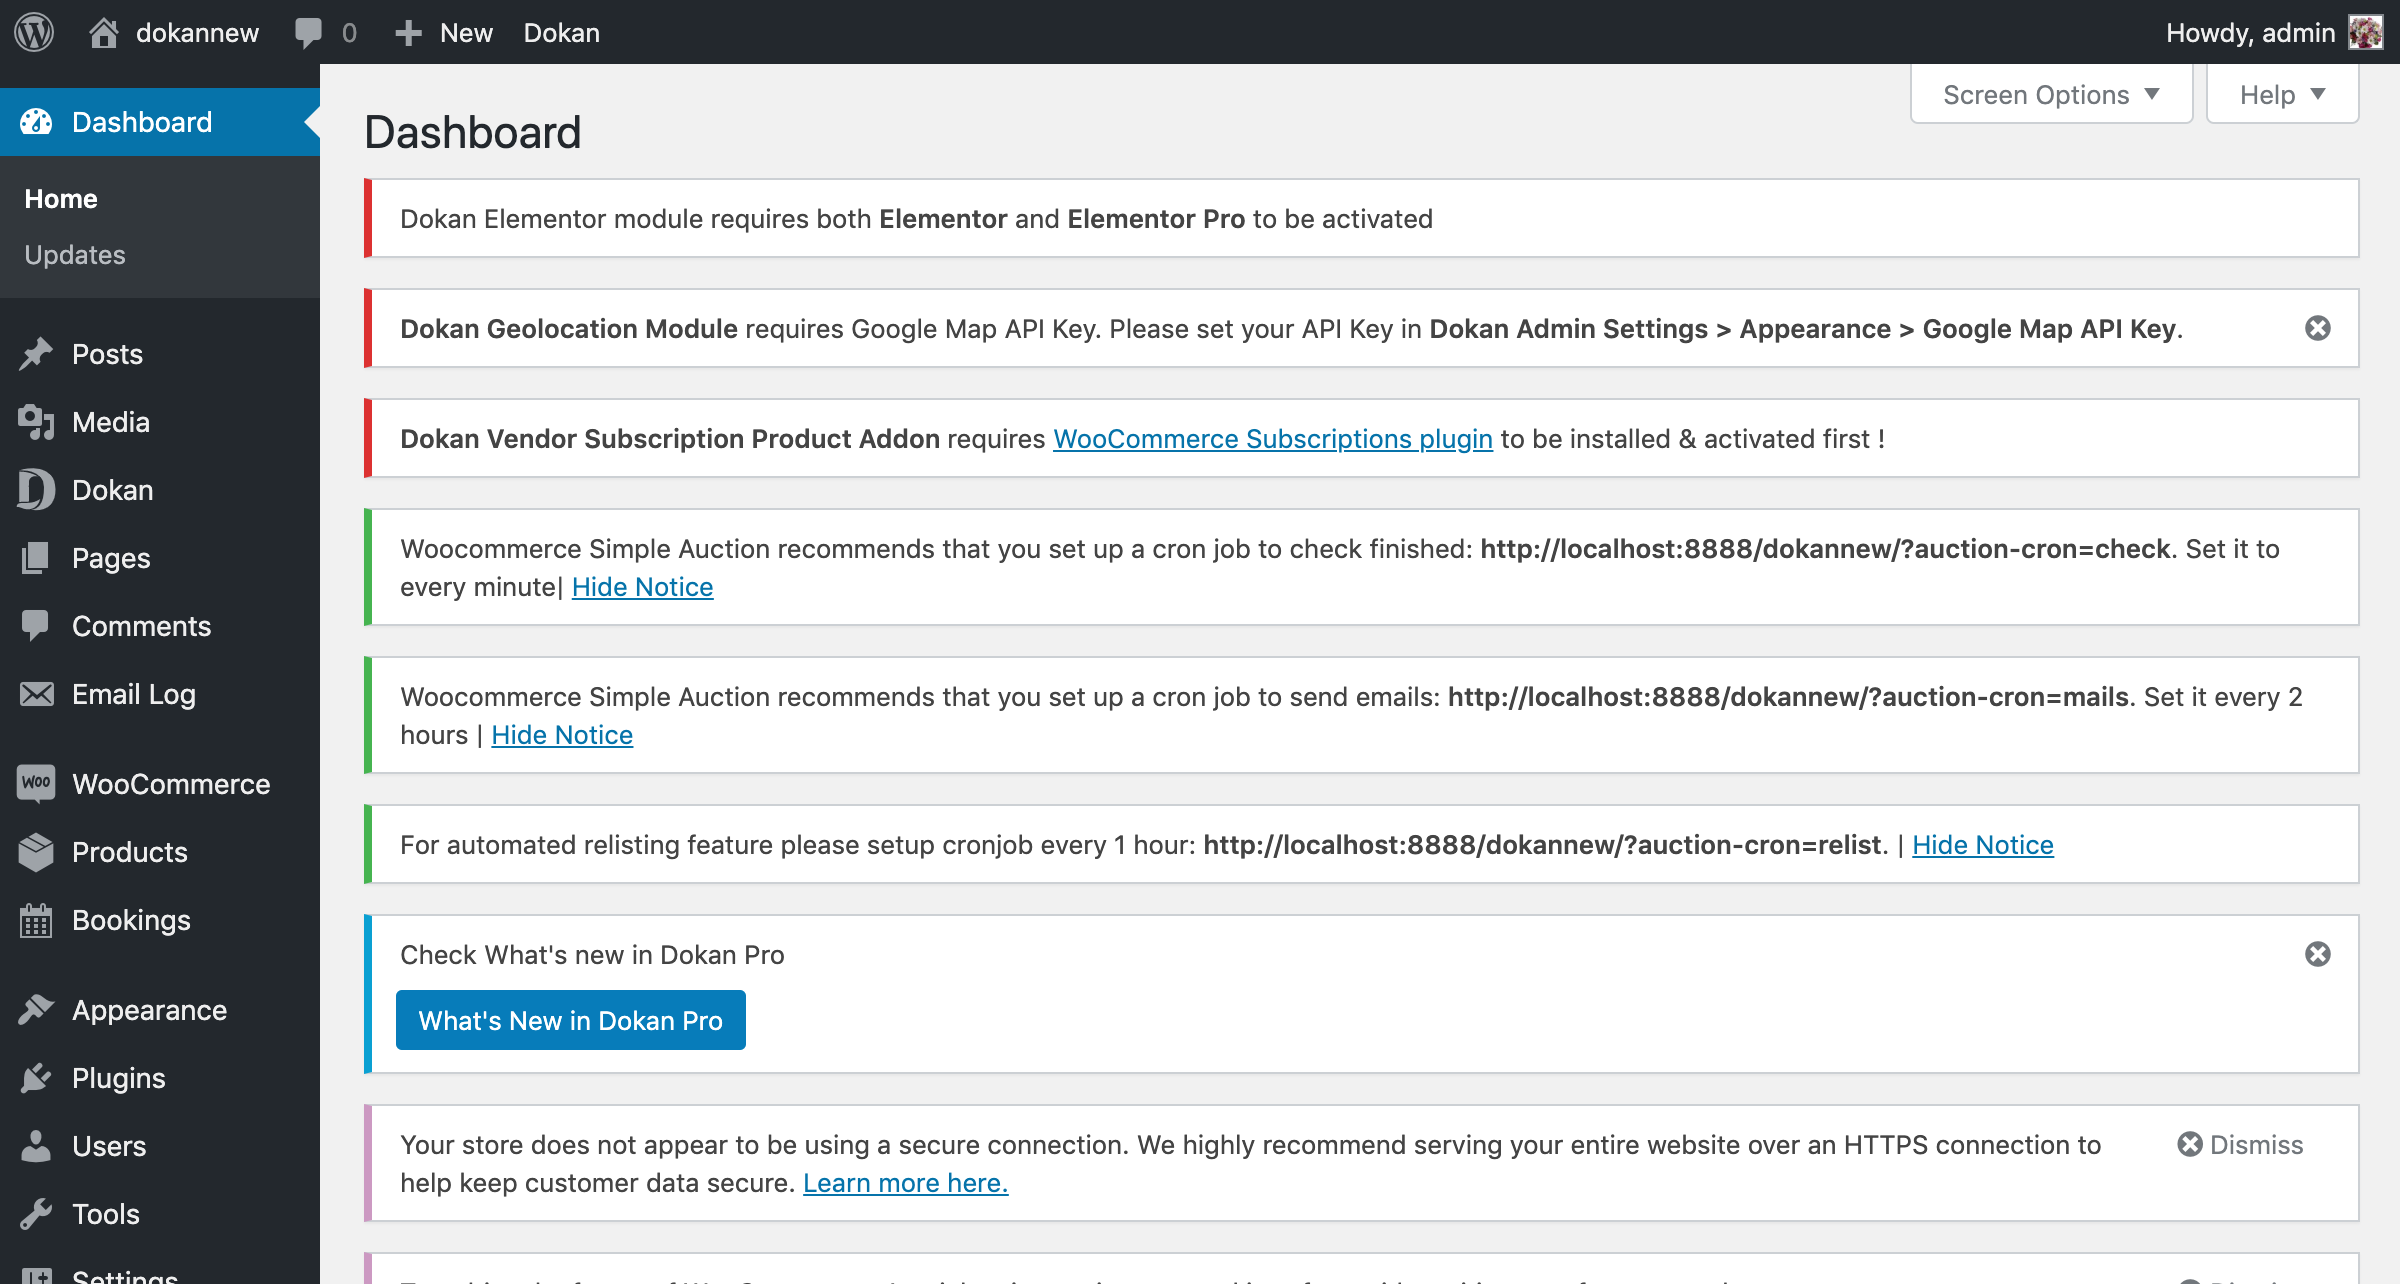 dokannew
0
New
Dokan
Howdy, admin
Screen Options
Help
Dashboard
Home
Updates
Posts
Media
Dokan
Pages
Comments
Email Log
WooCommerce
Products
Bookings
Appearance
Plugins
Users
Tools
Settings
Dashboard
Dokan Elementor module requires both Elementor and Elementor Pro to be activated
Dokan Geolocation Module requires Google Map API Key. Please set your API Key in Dokan Admin Settings > Appearance > Google Map API Key.
Dokan Vendor Subscription Product Addon requires WooCommerce Subscriptions plugin to be installed & activated first !
Woocommerce Simple Auction recommends that you set up a cron job to check finished: http://localhost:8888/dokannew/?auction-cron=check. Set it to
every minute| Hide Notice
Woocommerce Simple Auction recommends that you set up a cron job to send emails: http://localhost:8888/dokannew/?auction-cron=mails. Set it every 2
hours | Hide Notice
For automated relisting feature please setup cronjob every 1 hour: http://localhost:8888/dokannew/?auction-cron=relist. | Hide Notice
Check What's new in Dokan Pro
What's New in Dokan Pro
Your store does not appear to be using a secure connection. We highly recommend serving your entire website over an HTTPS connection to
help keep customer data secure. Learn more here.
Dismiss